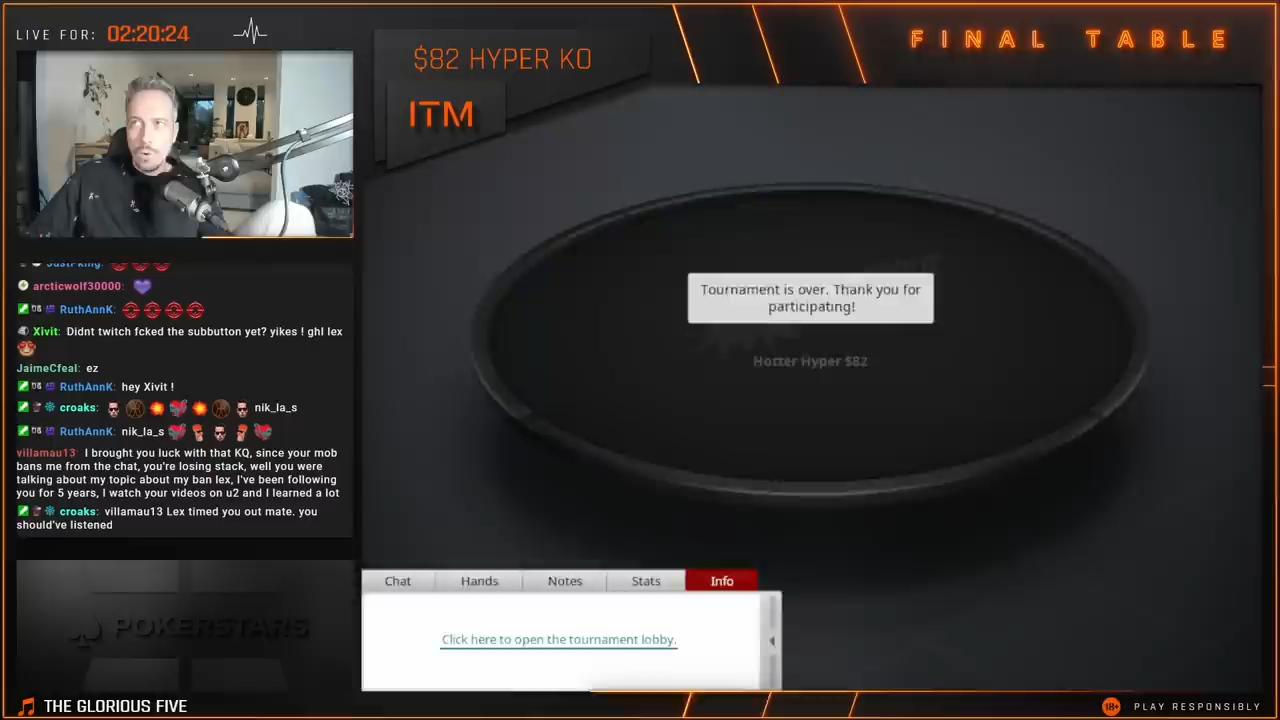 LIVE FOR: 02:20:24
$82 HYPER KO
ITM
FINAL TABLE
JustPking:
arcticwolf30000:
RuthAnnK:
Xivit: Didnt twitch fcked the subbutton yet? yikes ! ghl lex
JaimeCfeal: ez
RuthAnnK: hey Xivit !
croaks: nik_la_s
RuthAnnK: nik_la_s
villamau13 I brought you luck with that KQ, since your mob
bans me from the chat, you're losing stack, well you were
talking about my topic about my ban lex, I've been following
you for 5 years, I watch your videos on u2 and I learned a lot
croaks: villamau13 Lex timed you out mate. you
should've listened
Tournament is over. Thank you for
participating!
Hotter Hyper $82
Chat Hands Notes Stats Info
Click here to open the tournament lobby.
POKERSTARS
THE GLORIOUS FIVE
18+ PLAY RESPONSIBLY